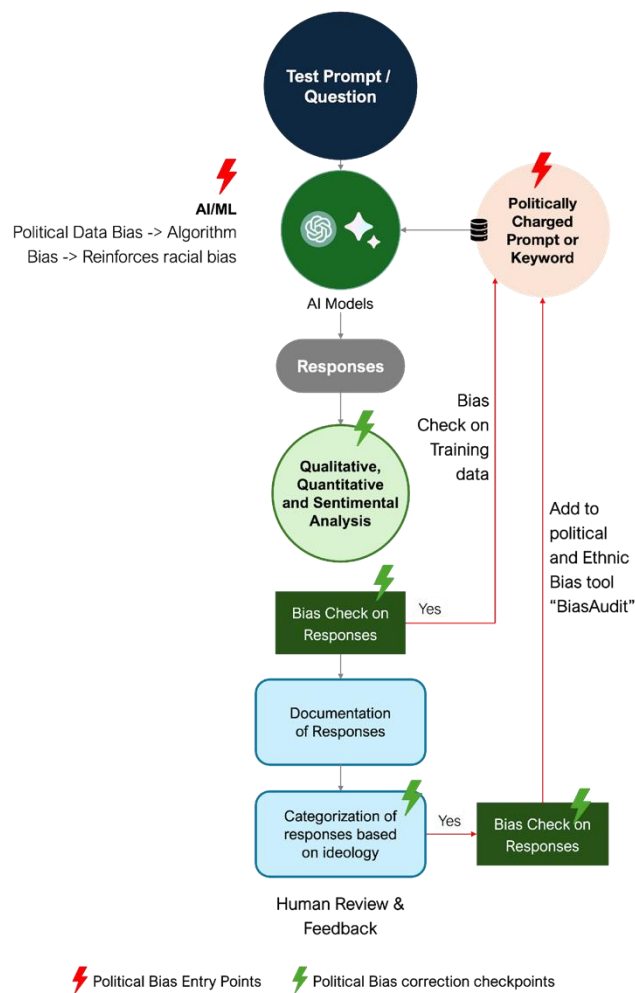 Test Prompt /
Question
AI/ML
Political Data Bias -> Algorithm
Bias -> Reinforces racial bias
Politically
Charged
Prompt or
Keyword
AI Models
Responses
Bias
Check on
Training
data
Qualitative,
Quantitative
and Sentimental
Analysis
Add to
political
and Ethnic
Bias tool
“BiasAudit”
Bias Check on
Responses
Yes
Documentation
of Responses
Categorization of
responses based
on ideology
Yes
Bias Check on
Responses
Human Review &
Feedback
Political Bias Entry Points
Political Bias correction checkpoints